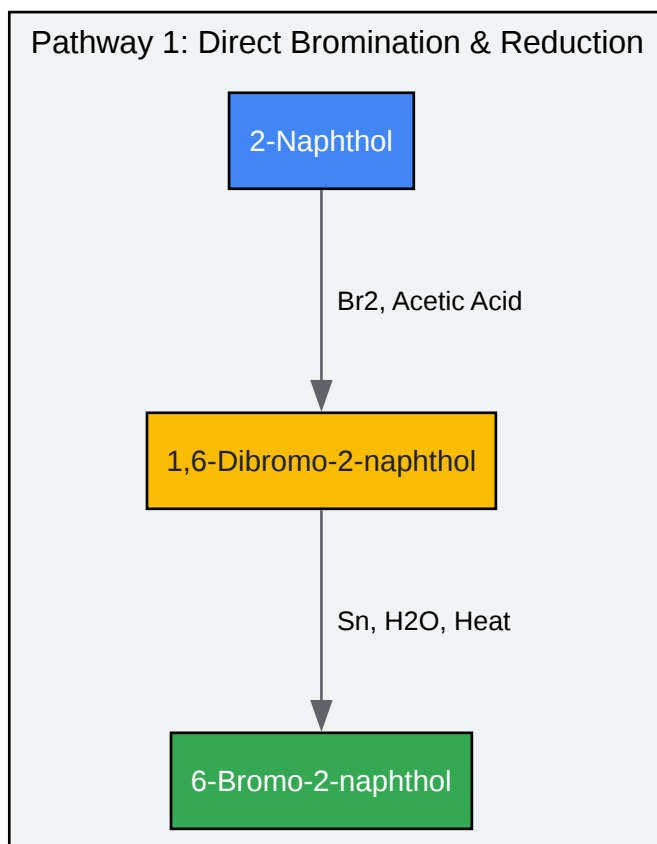 Pathway 1: Direct Bromination & Reduction
2-Naphthol
Br2, Acetic Acid
1,6-Dibromo-2-naphthol
Sn, H2O, Heat
6-Bromo-2-naphthol